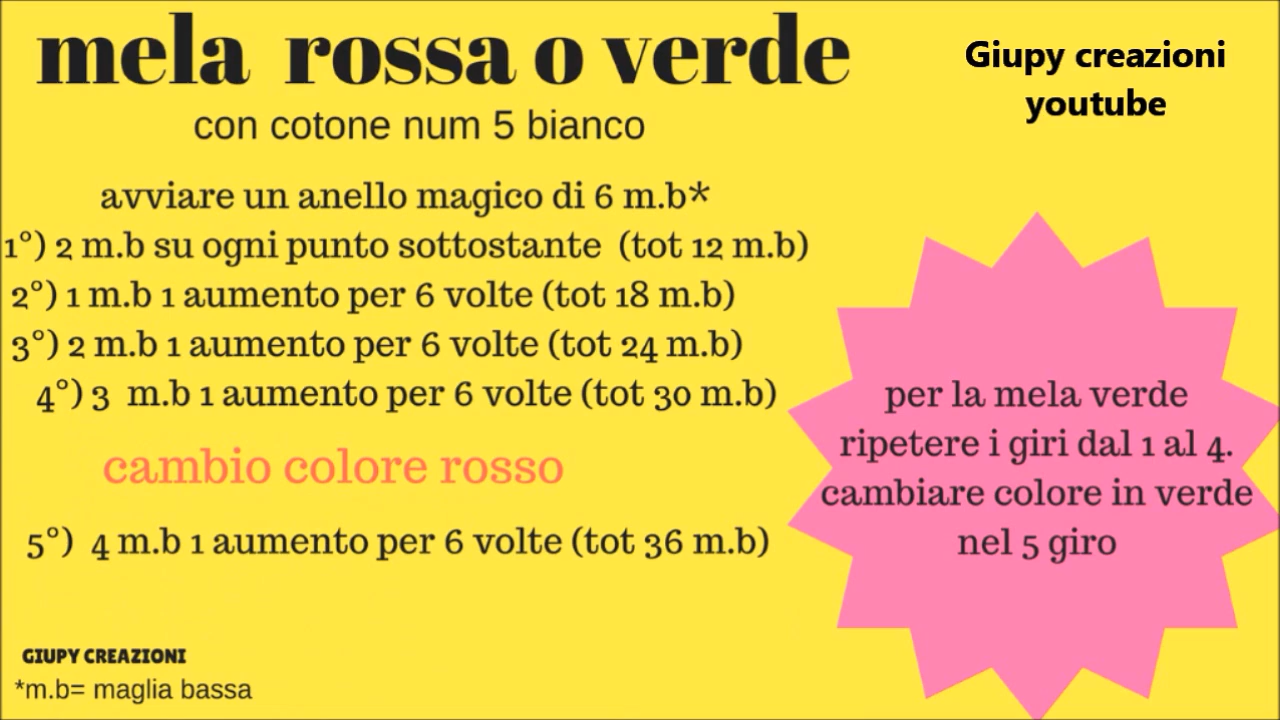 mela rossa o verde
con cotone num 5 bianco
Giupy creazioni
youtube
avviare un anello magico di 6 m.b*
1°) 2 m.b su ogni punto sottostante (tot 12 m.b)
2°) 1 m.b 1 aumento per 6 volte (tot 18 m.b)
3°) 2 m.b 1 aumento per 6 volte (tot 24 m.b)
4°) 3 m.b 1 aumento per 6 volte (tot 30 m.b)
cambio colore rosso
5°) 4 m.b 1 aumento per 6 volte (tot 36 m.b)
per la mela verde
ripetere i giri dal 1 al 4.
cambiare colore in verde
nel 5 giro
GIUPY CREAZIONI
*m.b= maglia bassa